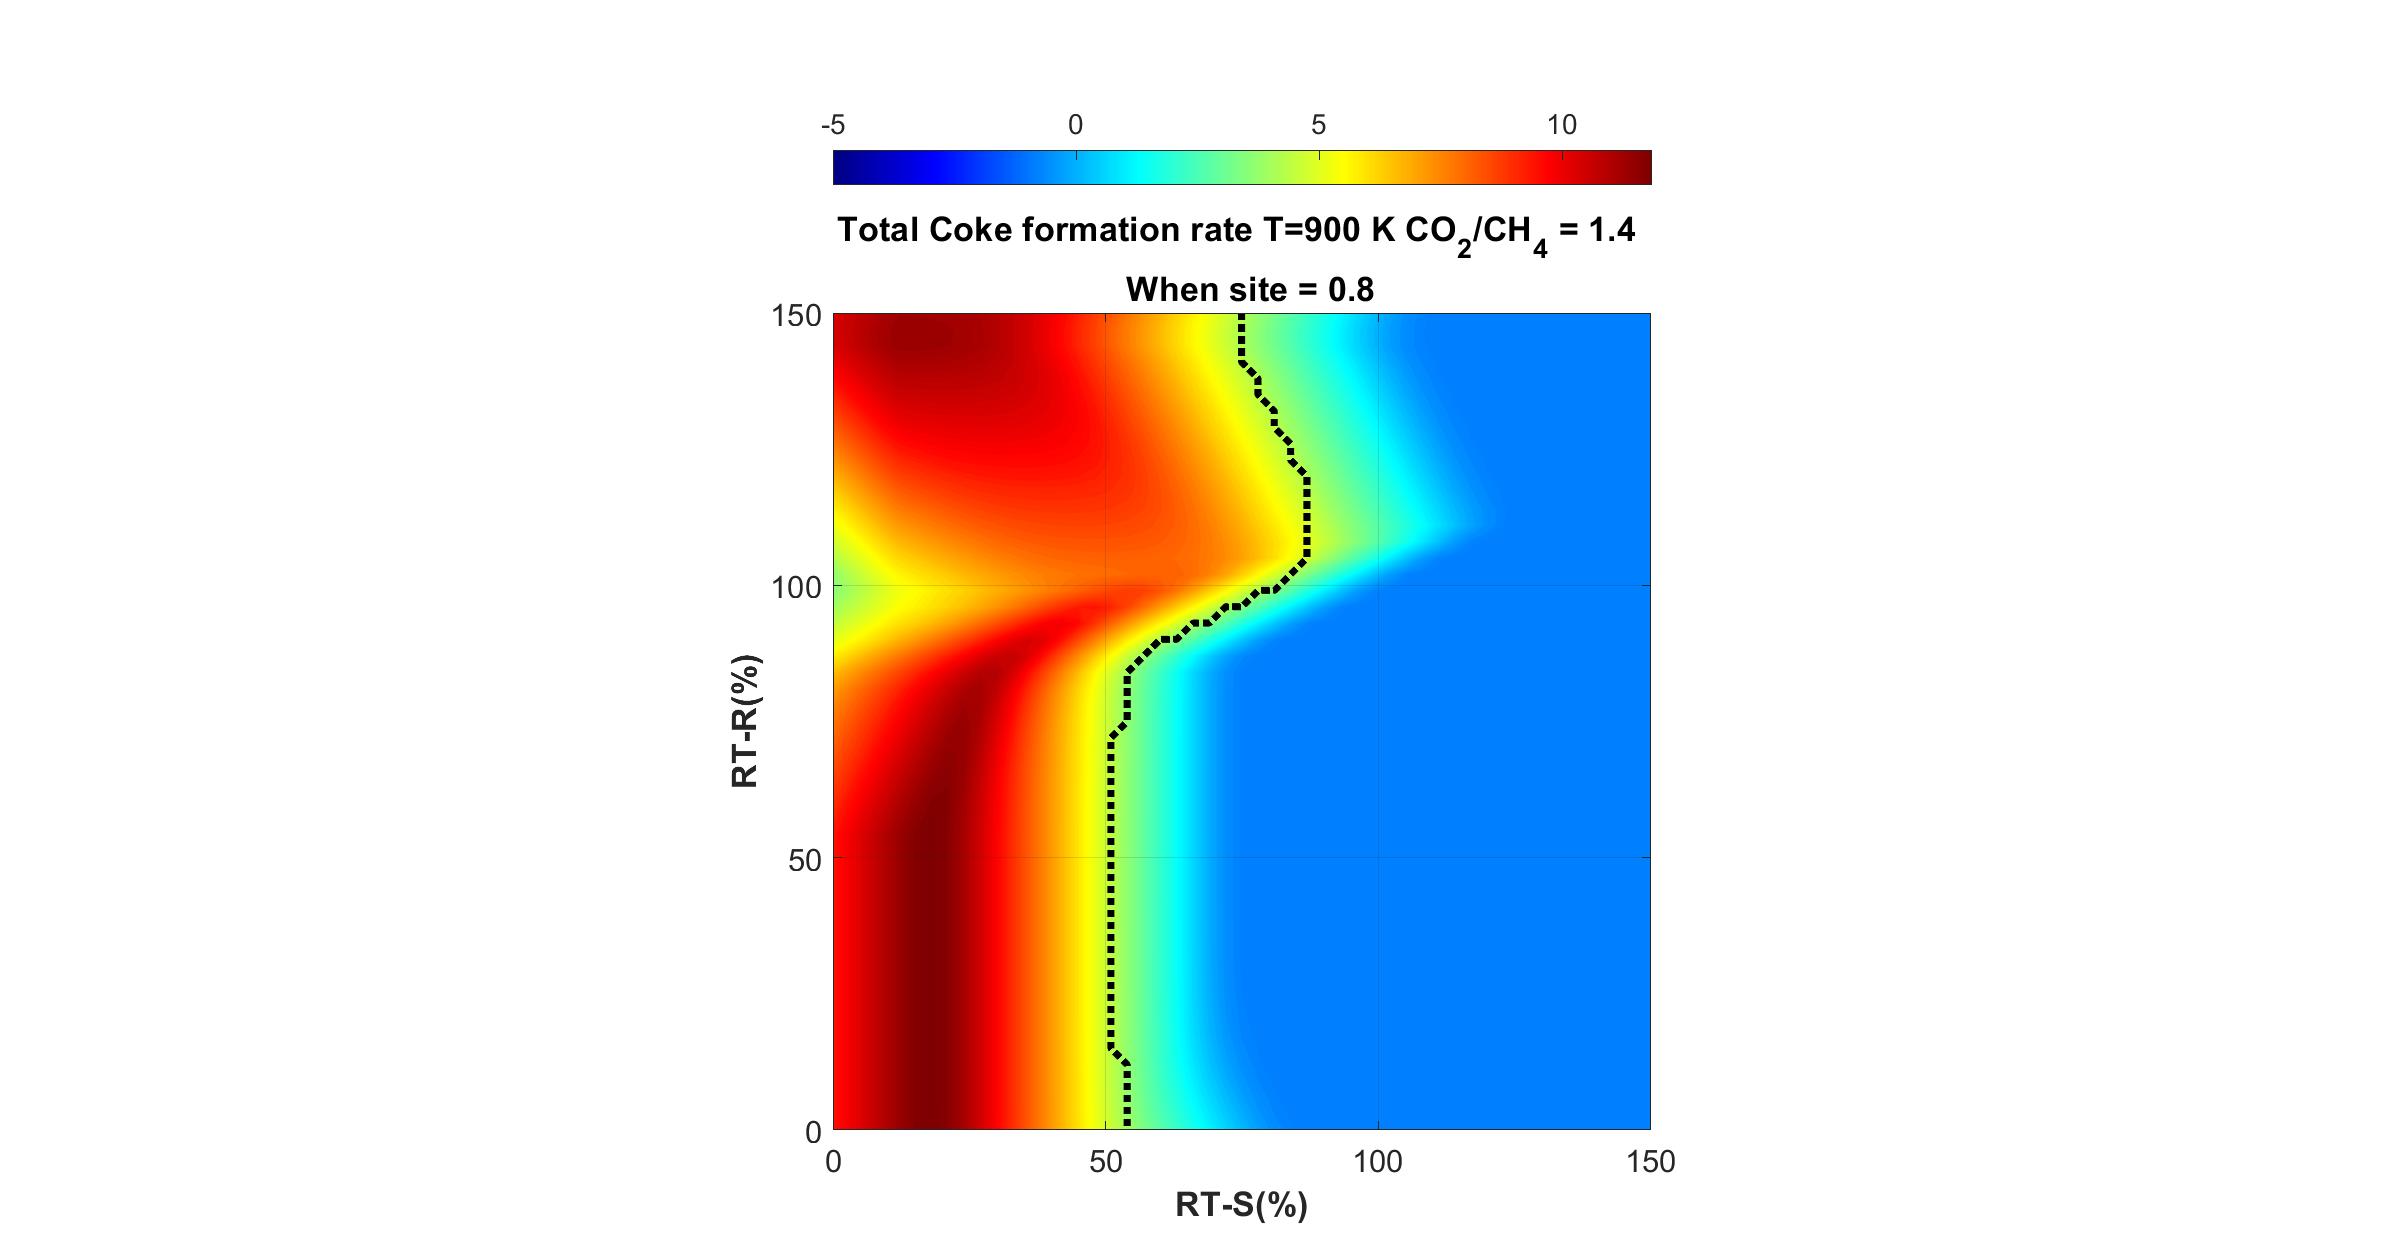 -5 0 5 10
Total Coke formation rate T=900 K CO2/CH4 = 1.4
When site = 0.8
150
100
50
0
RT-R(%)
0 50 100 150
RT-S(%)